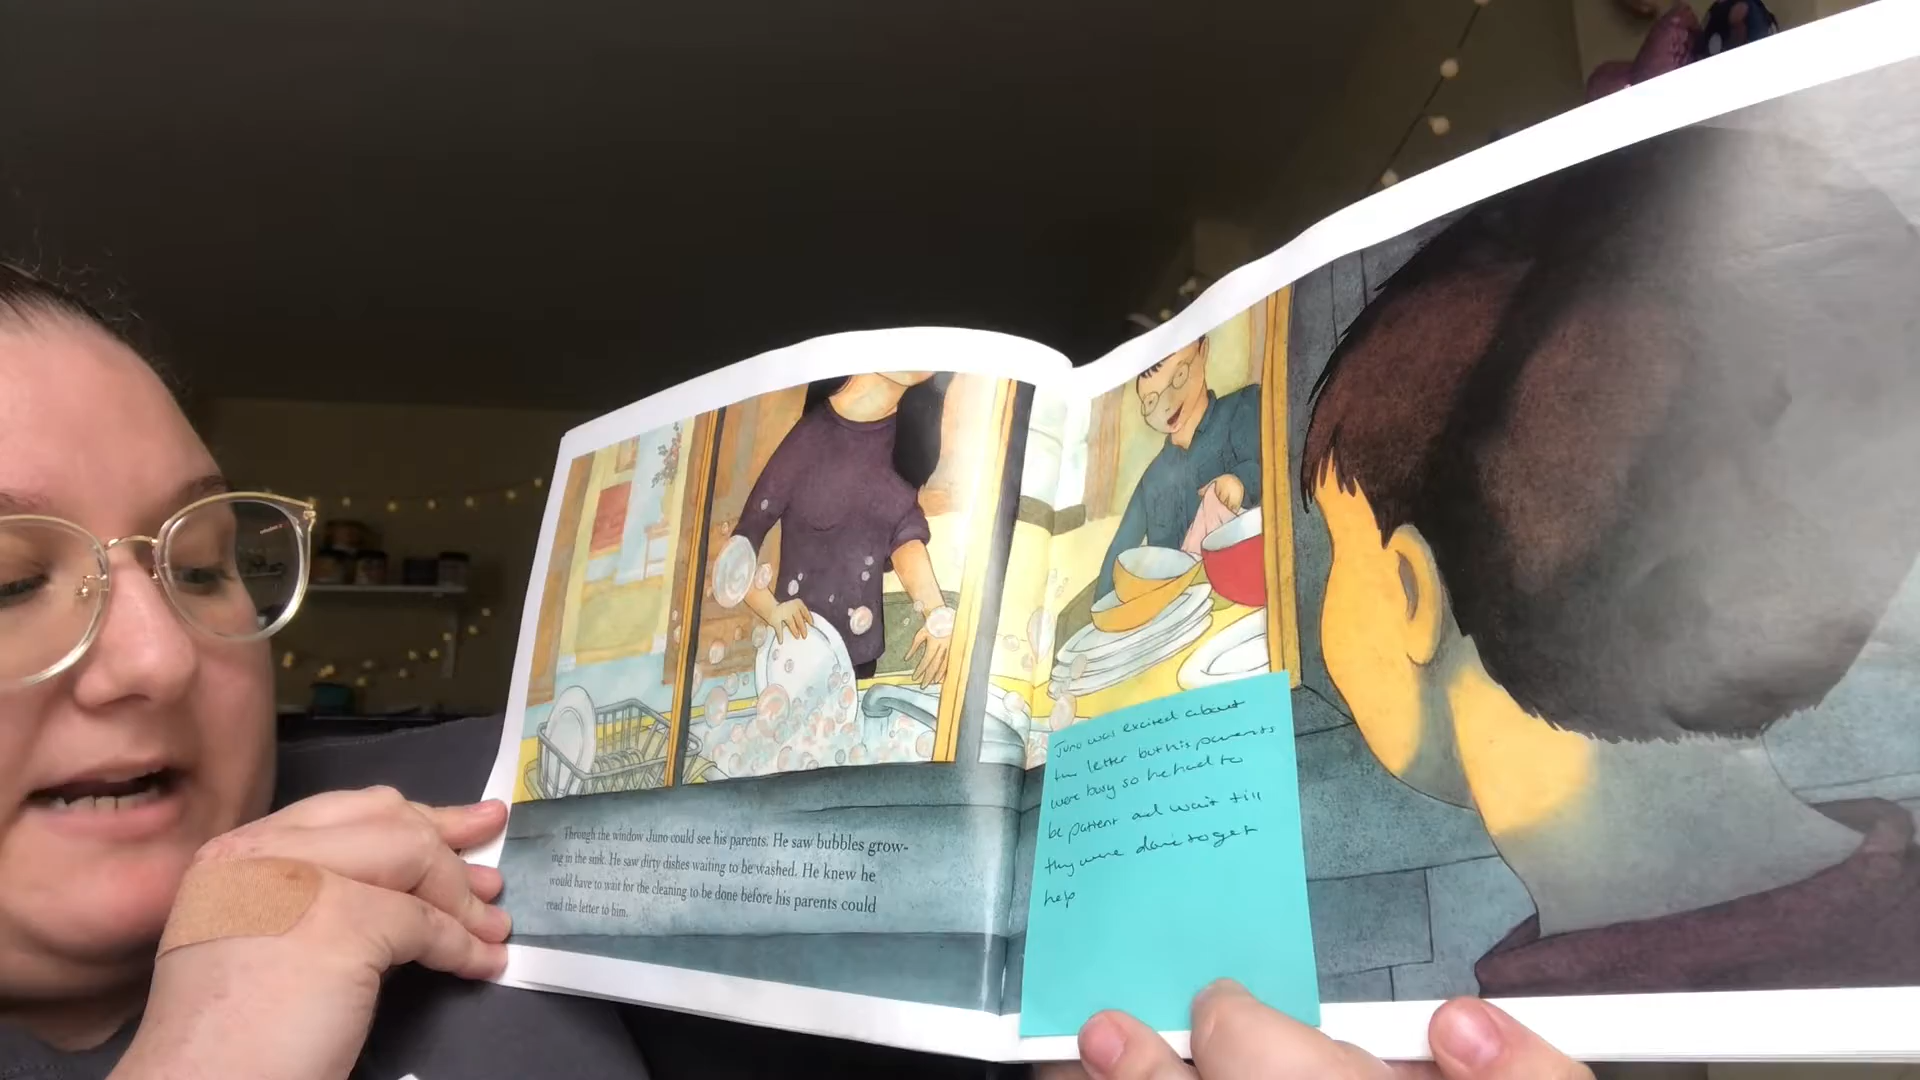 Through the window Juno could see his parents. He saw bubbles grow-
ing in the sink. He saw dirty dishes waiting to be washed. He knew he
would have to wait for the cleaning to be done before his parents could
read the letter to him.
Juno was excited about
the letter but his parents
were busy so he had to
be patient and wait till
they were done to get
help